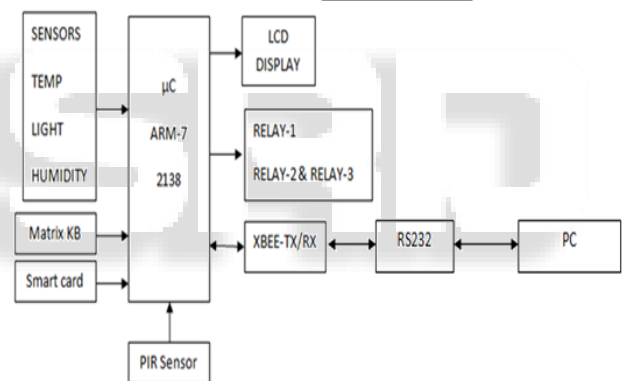 SENSORS
TEMP
LIGHT
HUMIDITY
Matrix KB
Smart card
µC
ARM-7
2138
PIR Sensor
LCD
DISPLAY
RELAY-1
RELAY-2 & RELAY-3
XBEE-TX/RX
RS232
PC